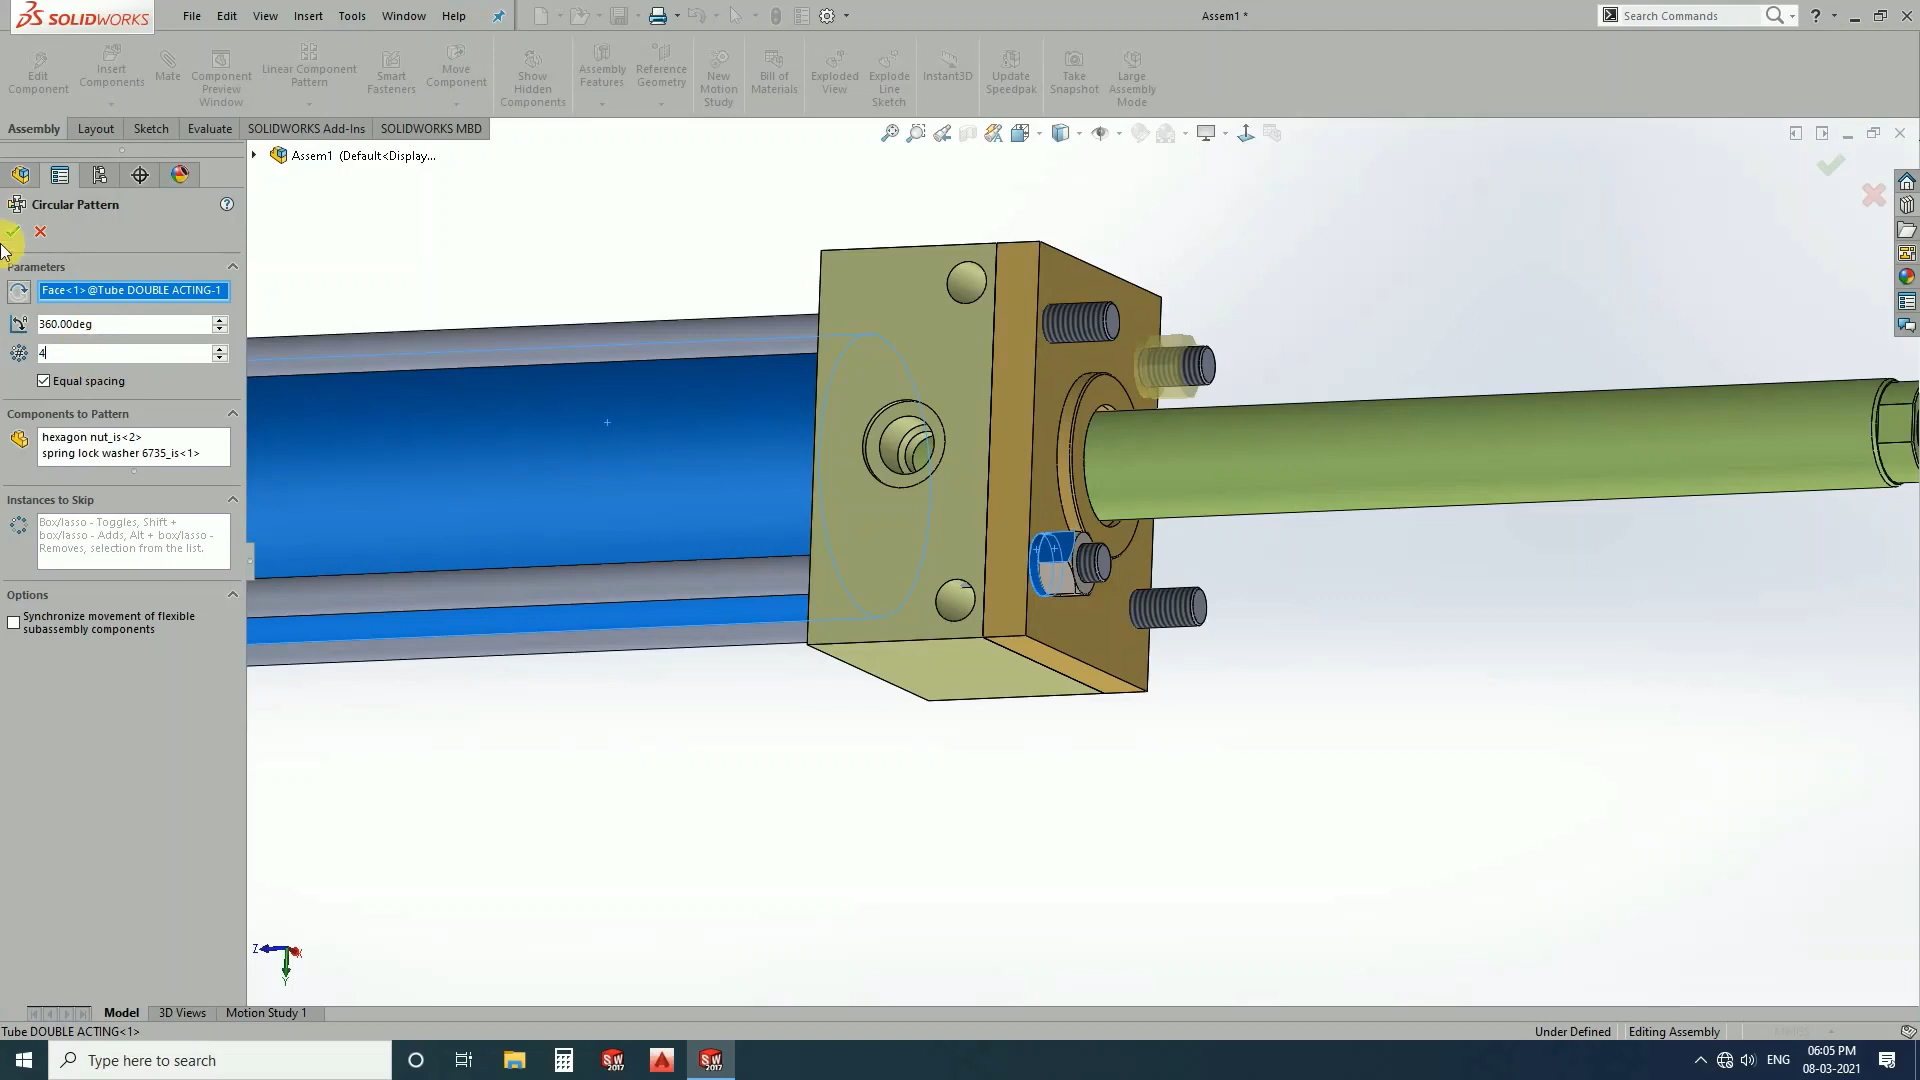 SOLIDWORKS
File Edit View Insert Tools Window Help
Assem1 *
Search Commands
Edit Component
Insert Components
Mate
Component Preview Window
Linear Component Pattern
Smart Fasteners
Move Component
Show Hidden Components
Assembly Features
Reference Geometry
New Motion Study
Bill of Materials
Exploded View
Explode Line Sketch
Instant3D
Update Speedpak
Take Snapshot
Large Assembly Mode
Assembly Layout Sketch Evaluate SOLIDWORKS Add-Ins SOLIDWORKS MBD
Assem1 (Default<Display...
Circular Pattern
Parameters
Face<1>@Tube DOUBLE ACTING-1
360.00deg
4
Equal spacing
Components to Pattern
hexagon nut_is<2>
spring lock washer 6735_is<1>
Instances to Skip
Box/lasso - Toggles, Shift +
box/lasso - Adds, Alt + box/lasso -
Removes, selection from the list.
Options
Synchronize movement of flexible
subassembly components
Z
X
Y
Model 3D Views Motion Study 1
Tube DOUBLE ACTING<1>
Under Defined Editing Assembly
Type here to search
SW 2017
SW 2017
ENG
06:05 PM
08-03-2021